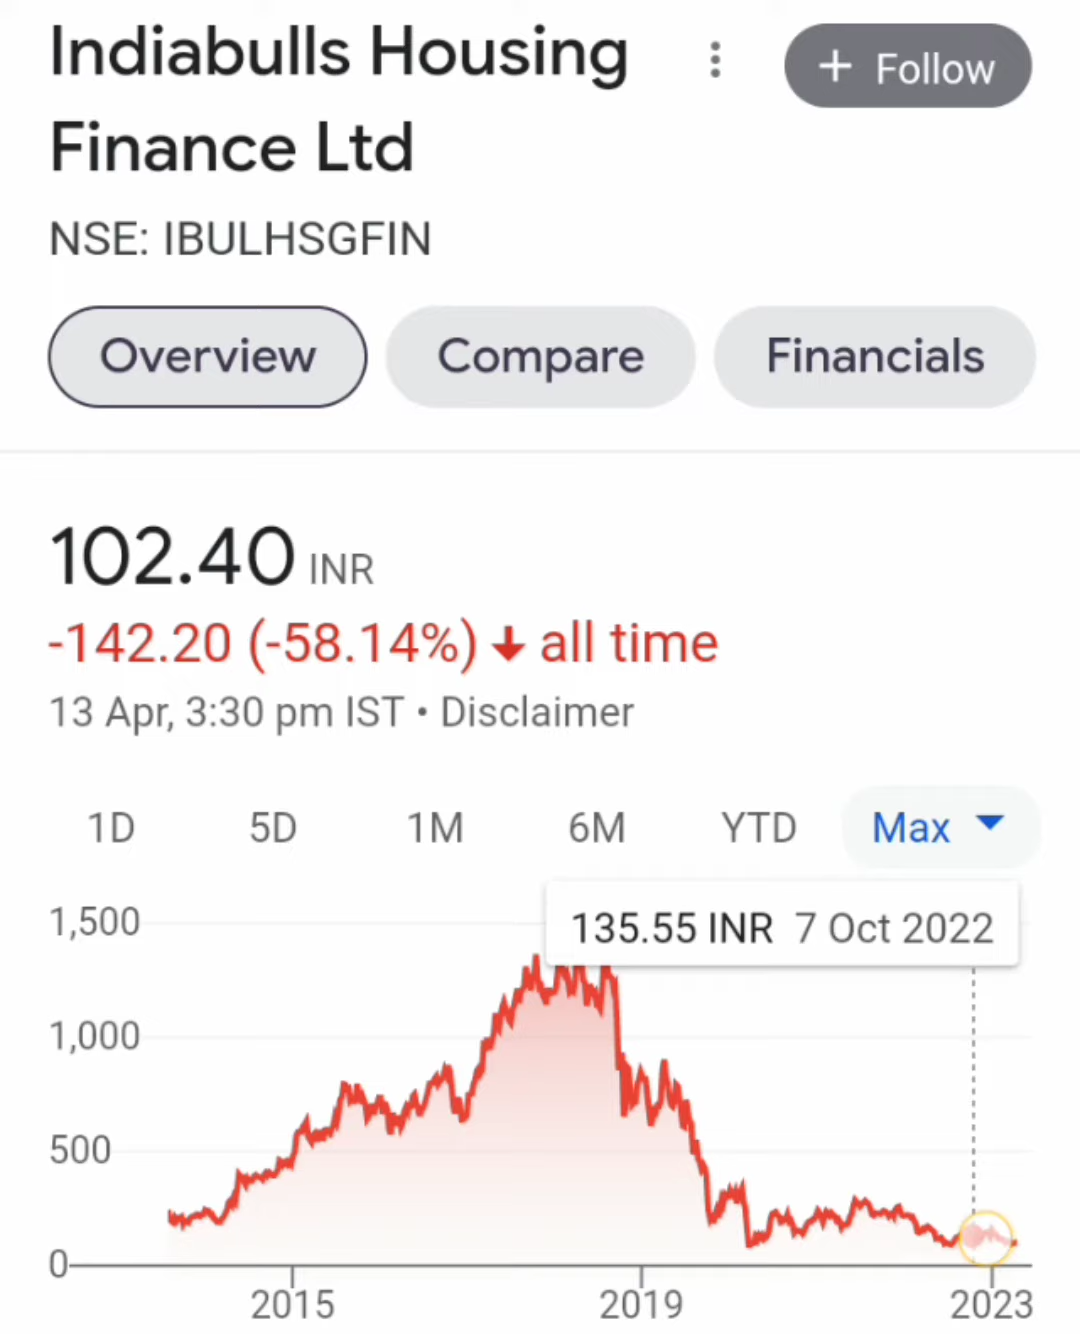 Indiabulls Housing
Finance Ltd
+ Follow
NSE: IBULHSGFIN
Overview Compare Financials
102.40 INR
-142.20 (-58.14%) ↓ all time
13 Apr, 3:30 pm IST • Disclaimer
1D 5D 1M 6M YTD Max
135.55 INR 7 Oct 2022
1,500
1,000
500
0
2015 2019 2023